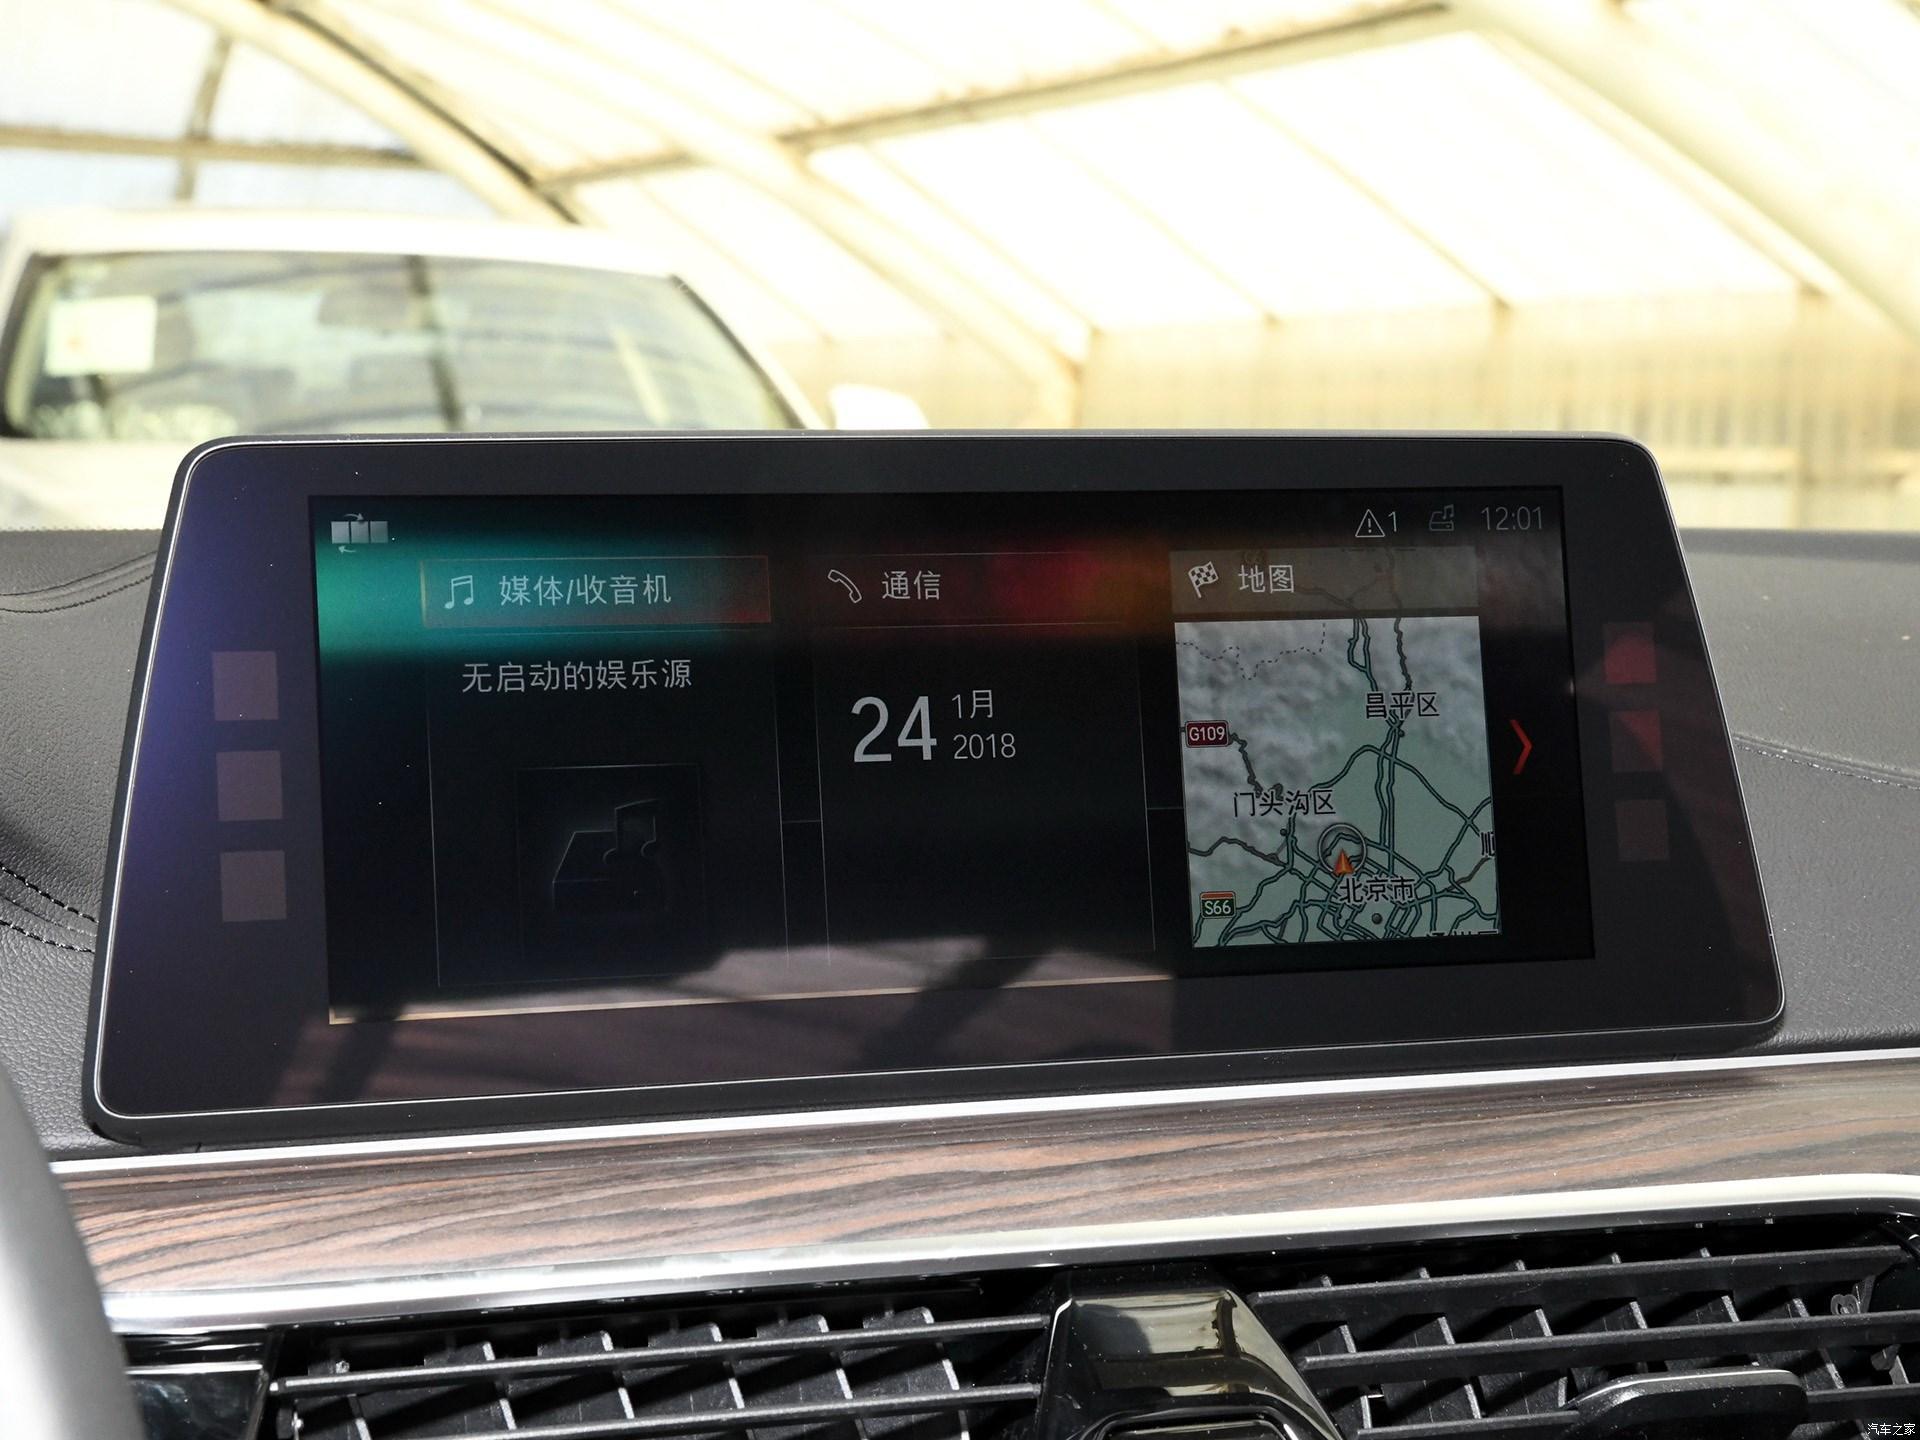 1
12:01
媒体/收音机
通信
地图
无启动的娱乐源
24
1月
2018
昌平区
G109
门头沟区
顺
北京市
S66
汽车之家